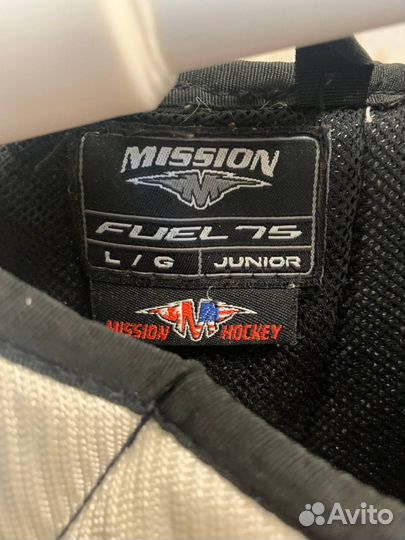 MISSION
FUEL 75
L / G JUNIOR
MISSION HOCKEY
Avito